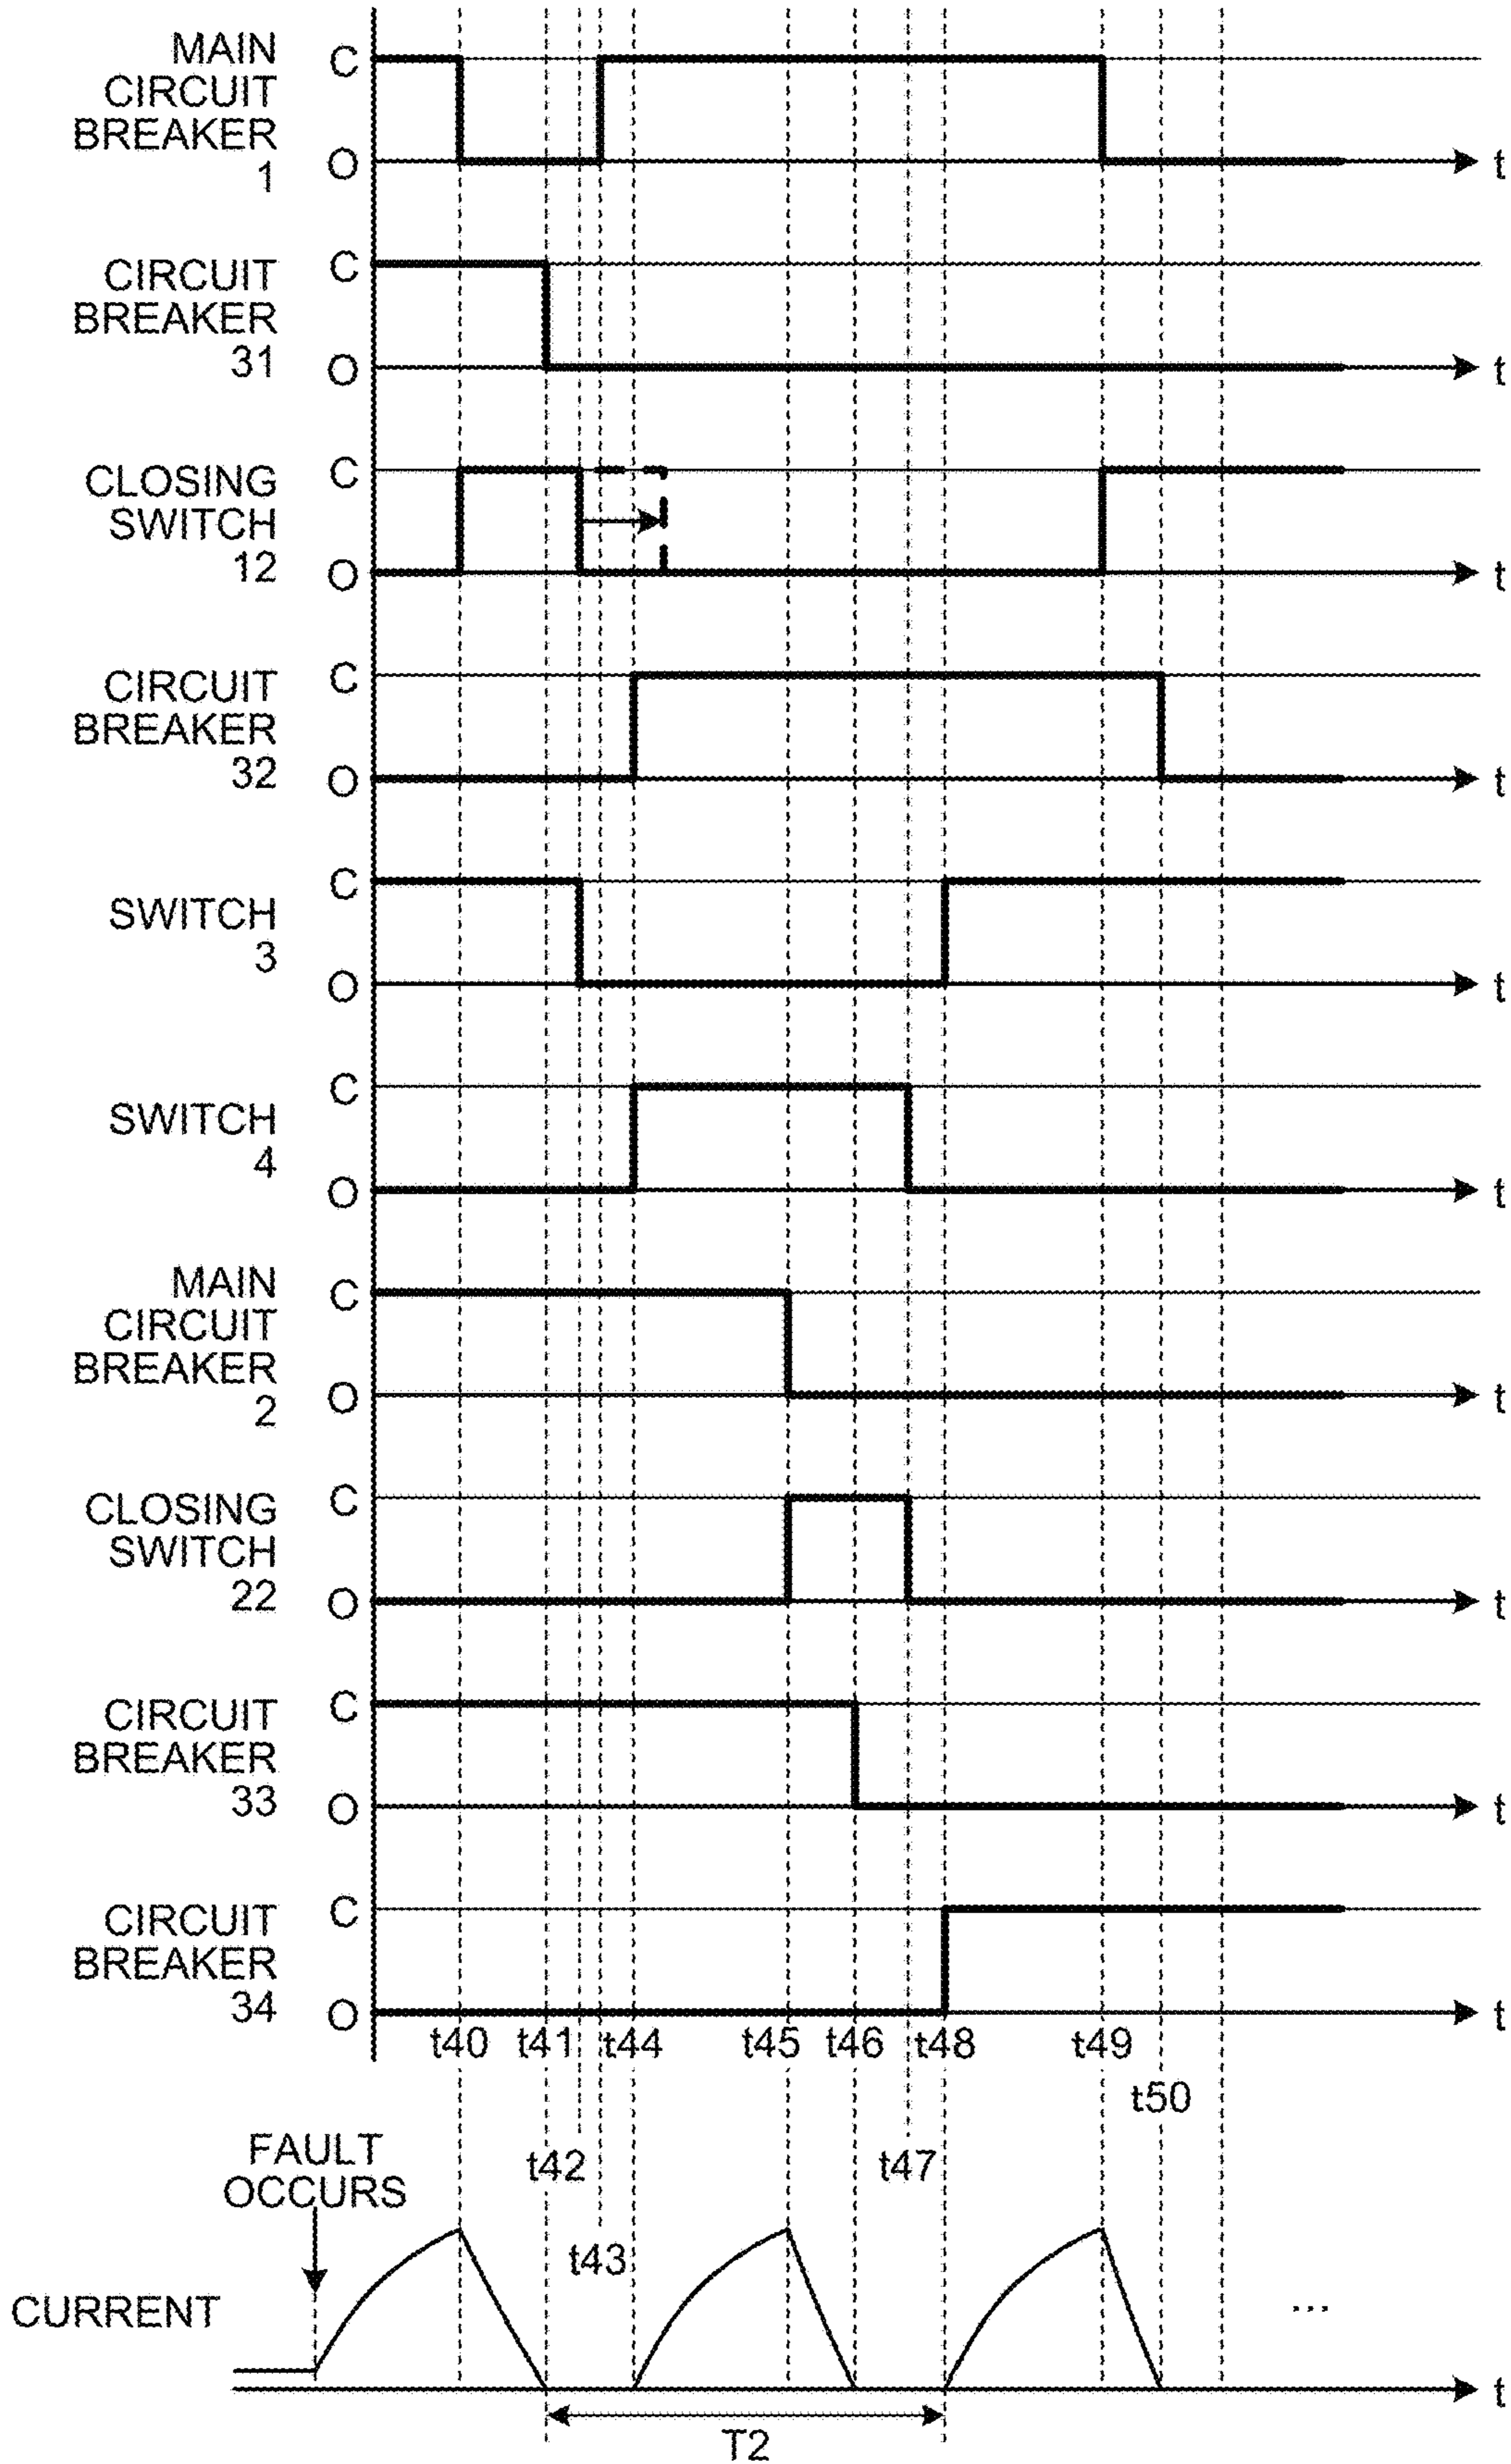 MAIN
CIRCUIT
BREAKER
1
C
O
t
CIRCUIT
BREAKER
31
C
O
t
CLOSING
SWITCH
12
C
O
t
CIRCUIT
BREAKER
32
C
O
t
SWITCH
3
C
O
t
SWITCH
4
C
O
t
MAIN
CIRCUIT
BREAKER
2
C
O
t
CLOSING
SWITCH
22
C
O
t
CIRCUIT
BREAKER
33
C
O
t
CIRCUIT
BREAKER
34
C
O
t
t40 t41 t44 t45 t46 t48 t49
t50
t42 t47
t43
FAULT
OCCURS
CURRENT
...
t
T2